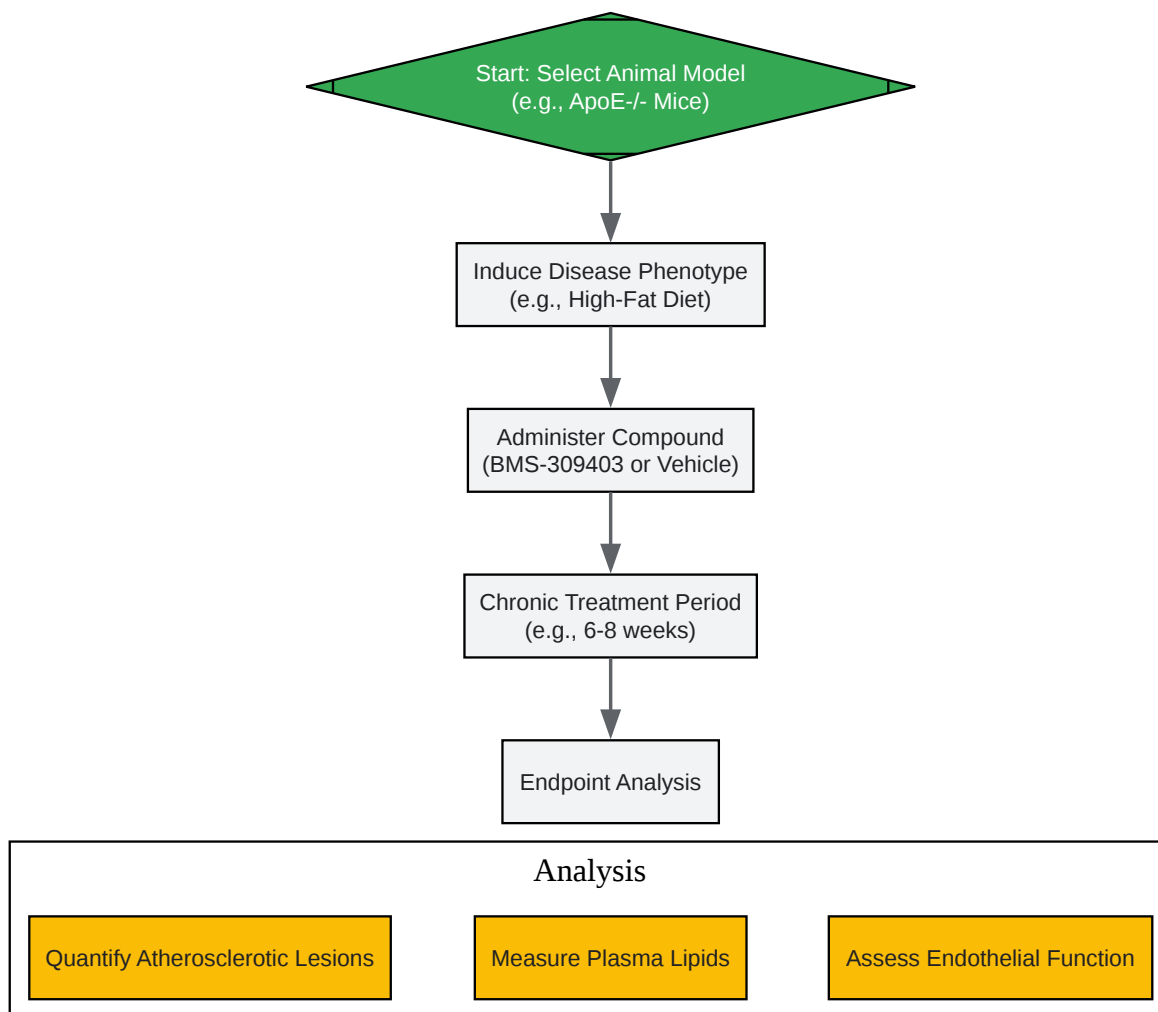 Start: Select Animal Model
(e.g., ApoE-/- Mice)
Induce Disease Phenotype
(e.g., High-Fat Diet)
Administer Compound
(BMS-309403 or Vehicle)
Chronic Treatment Period
(e.g., 6-8 weeks)
Endpoint Analysis
Analysis
Quantify Atherosclerotic Lesions
Measure Plasma Lipids
Assess Endothelial Function